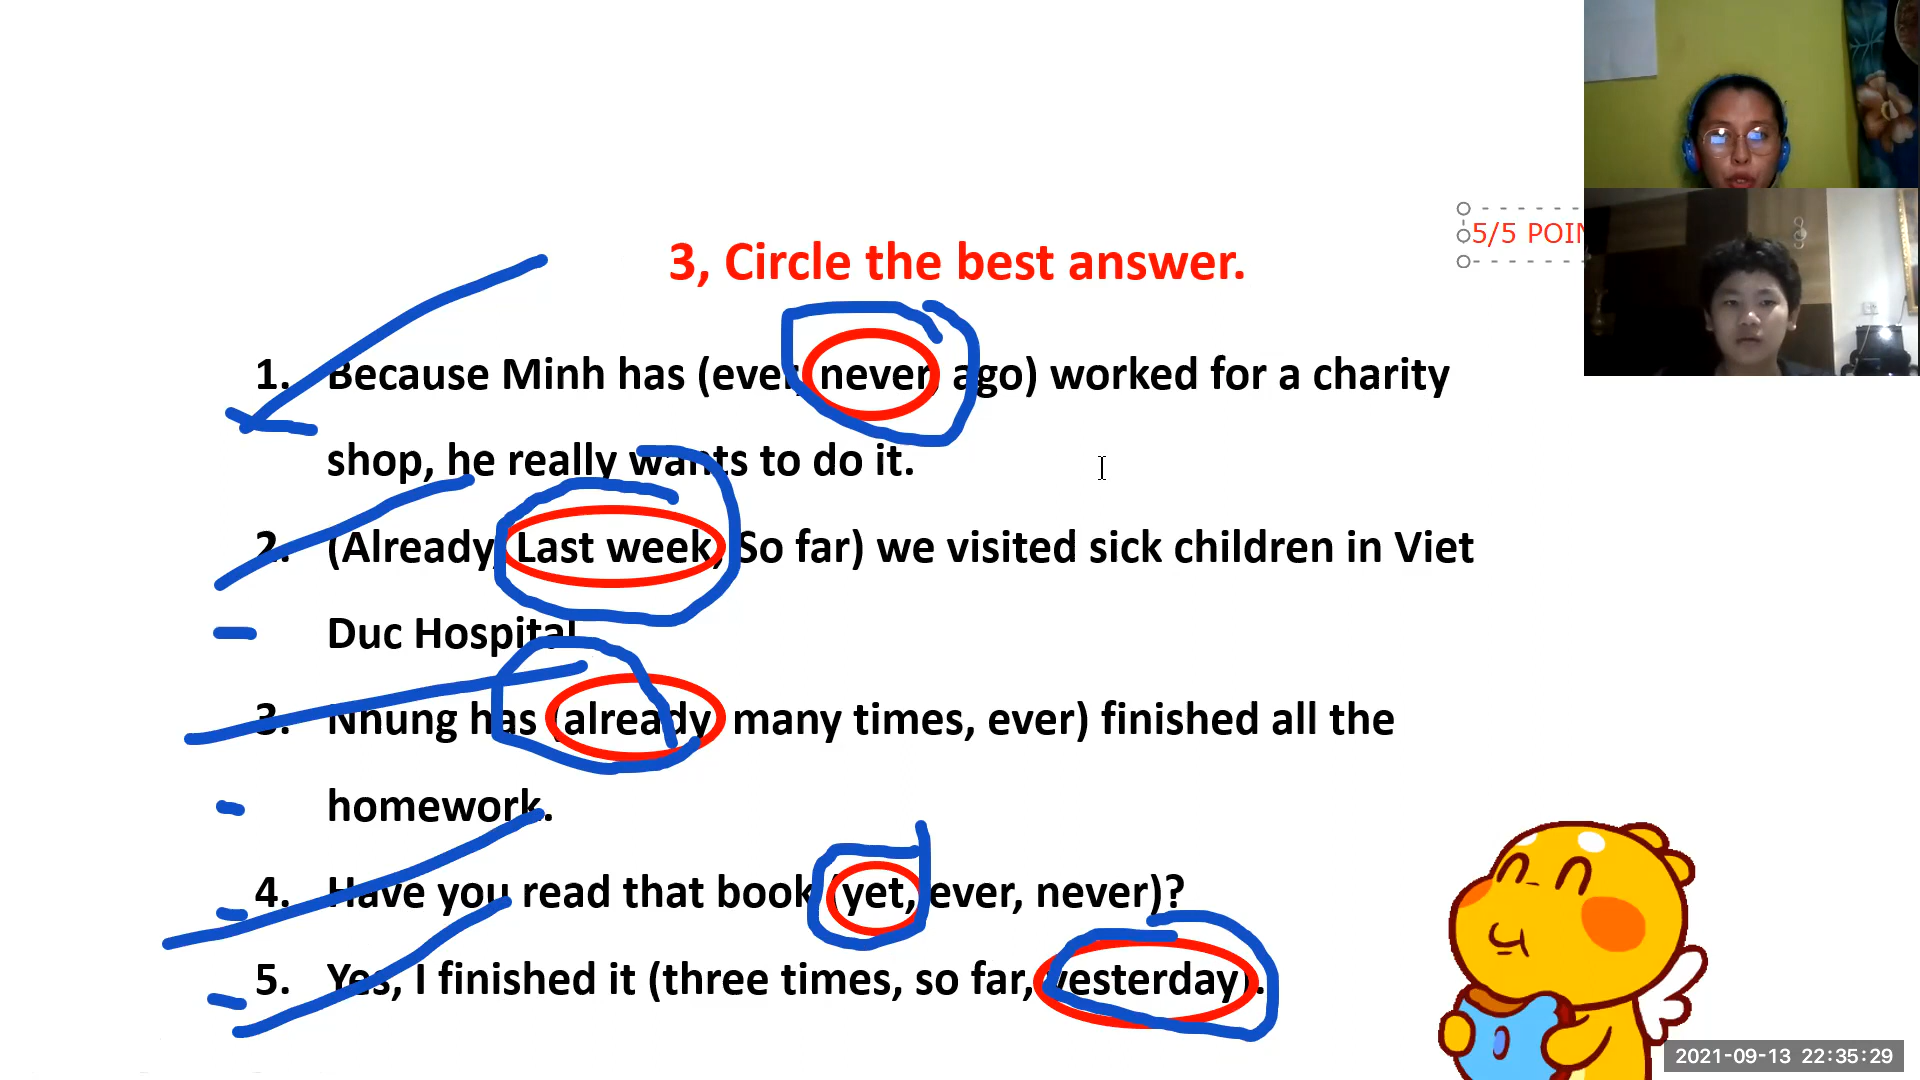 5/5 POIN
3, Circle the best answer.
1. Because Minh has (ever, never, ago) worked for a charity
shop, he really wants to do it.
2. (Already, Last week, So far) we visited sick children in Viet
Duc Hospital
3. Nhung has (already, many times, ever) finished all the
homework.
4. Have you read that book (yet, ever, never)?
5. Yes, I finished it (three times, so far, yesterday).
2021-09-13 22:35:29